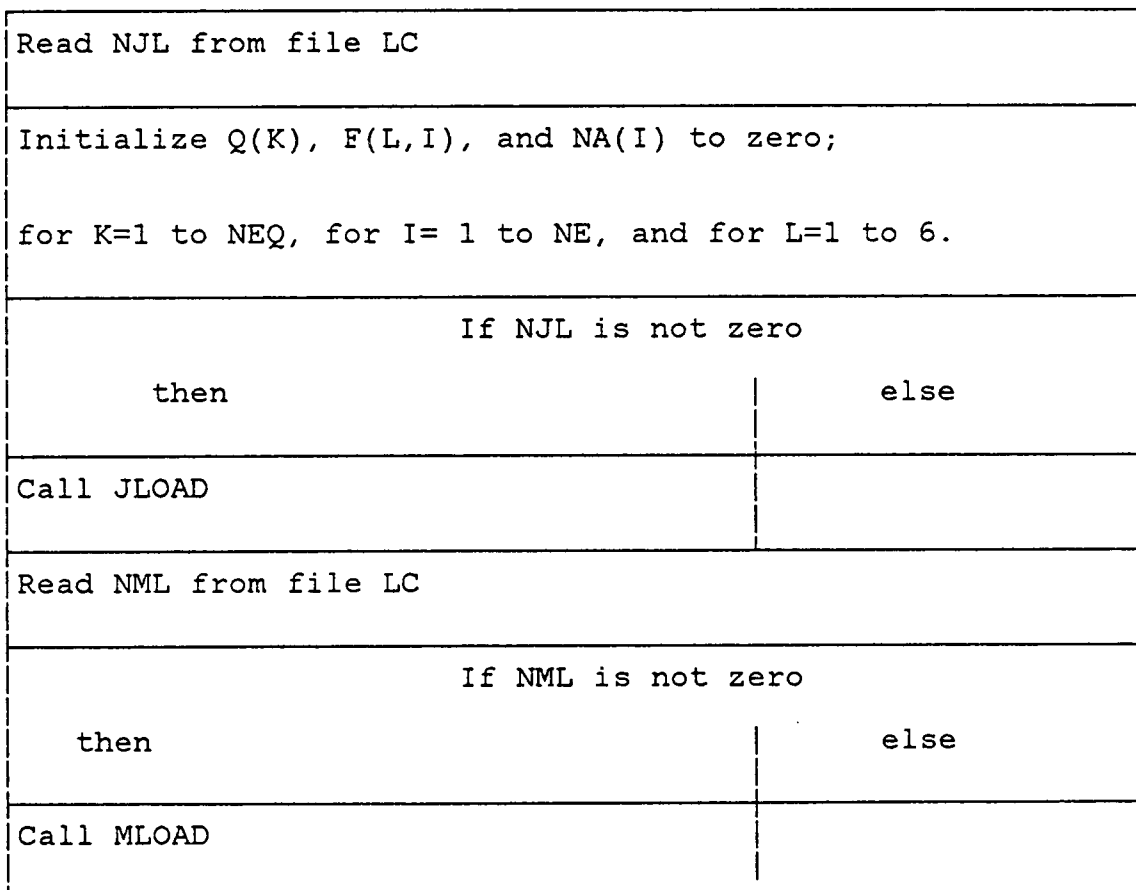 Read NJL from file LC
Initialize Q(K), F(L,I), and NA(I) to zero;
for K=1 to NEQ, for I= 1 to NE, and for L=1 to 6.
If NJL is not zero
then else
Call JLOAD
Read NML from file LC
If NML is not zero
then else
Call MLOAD